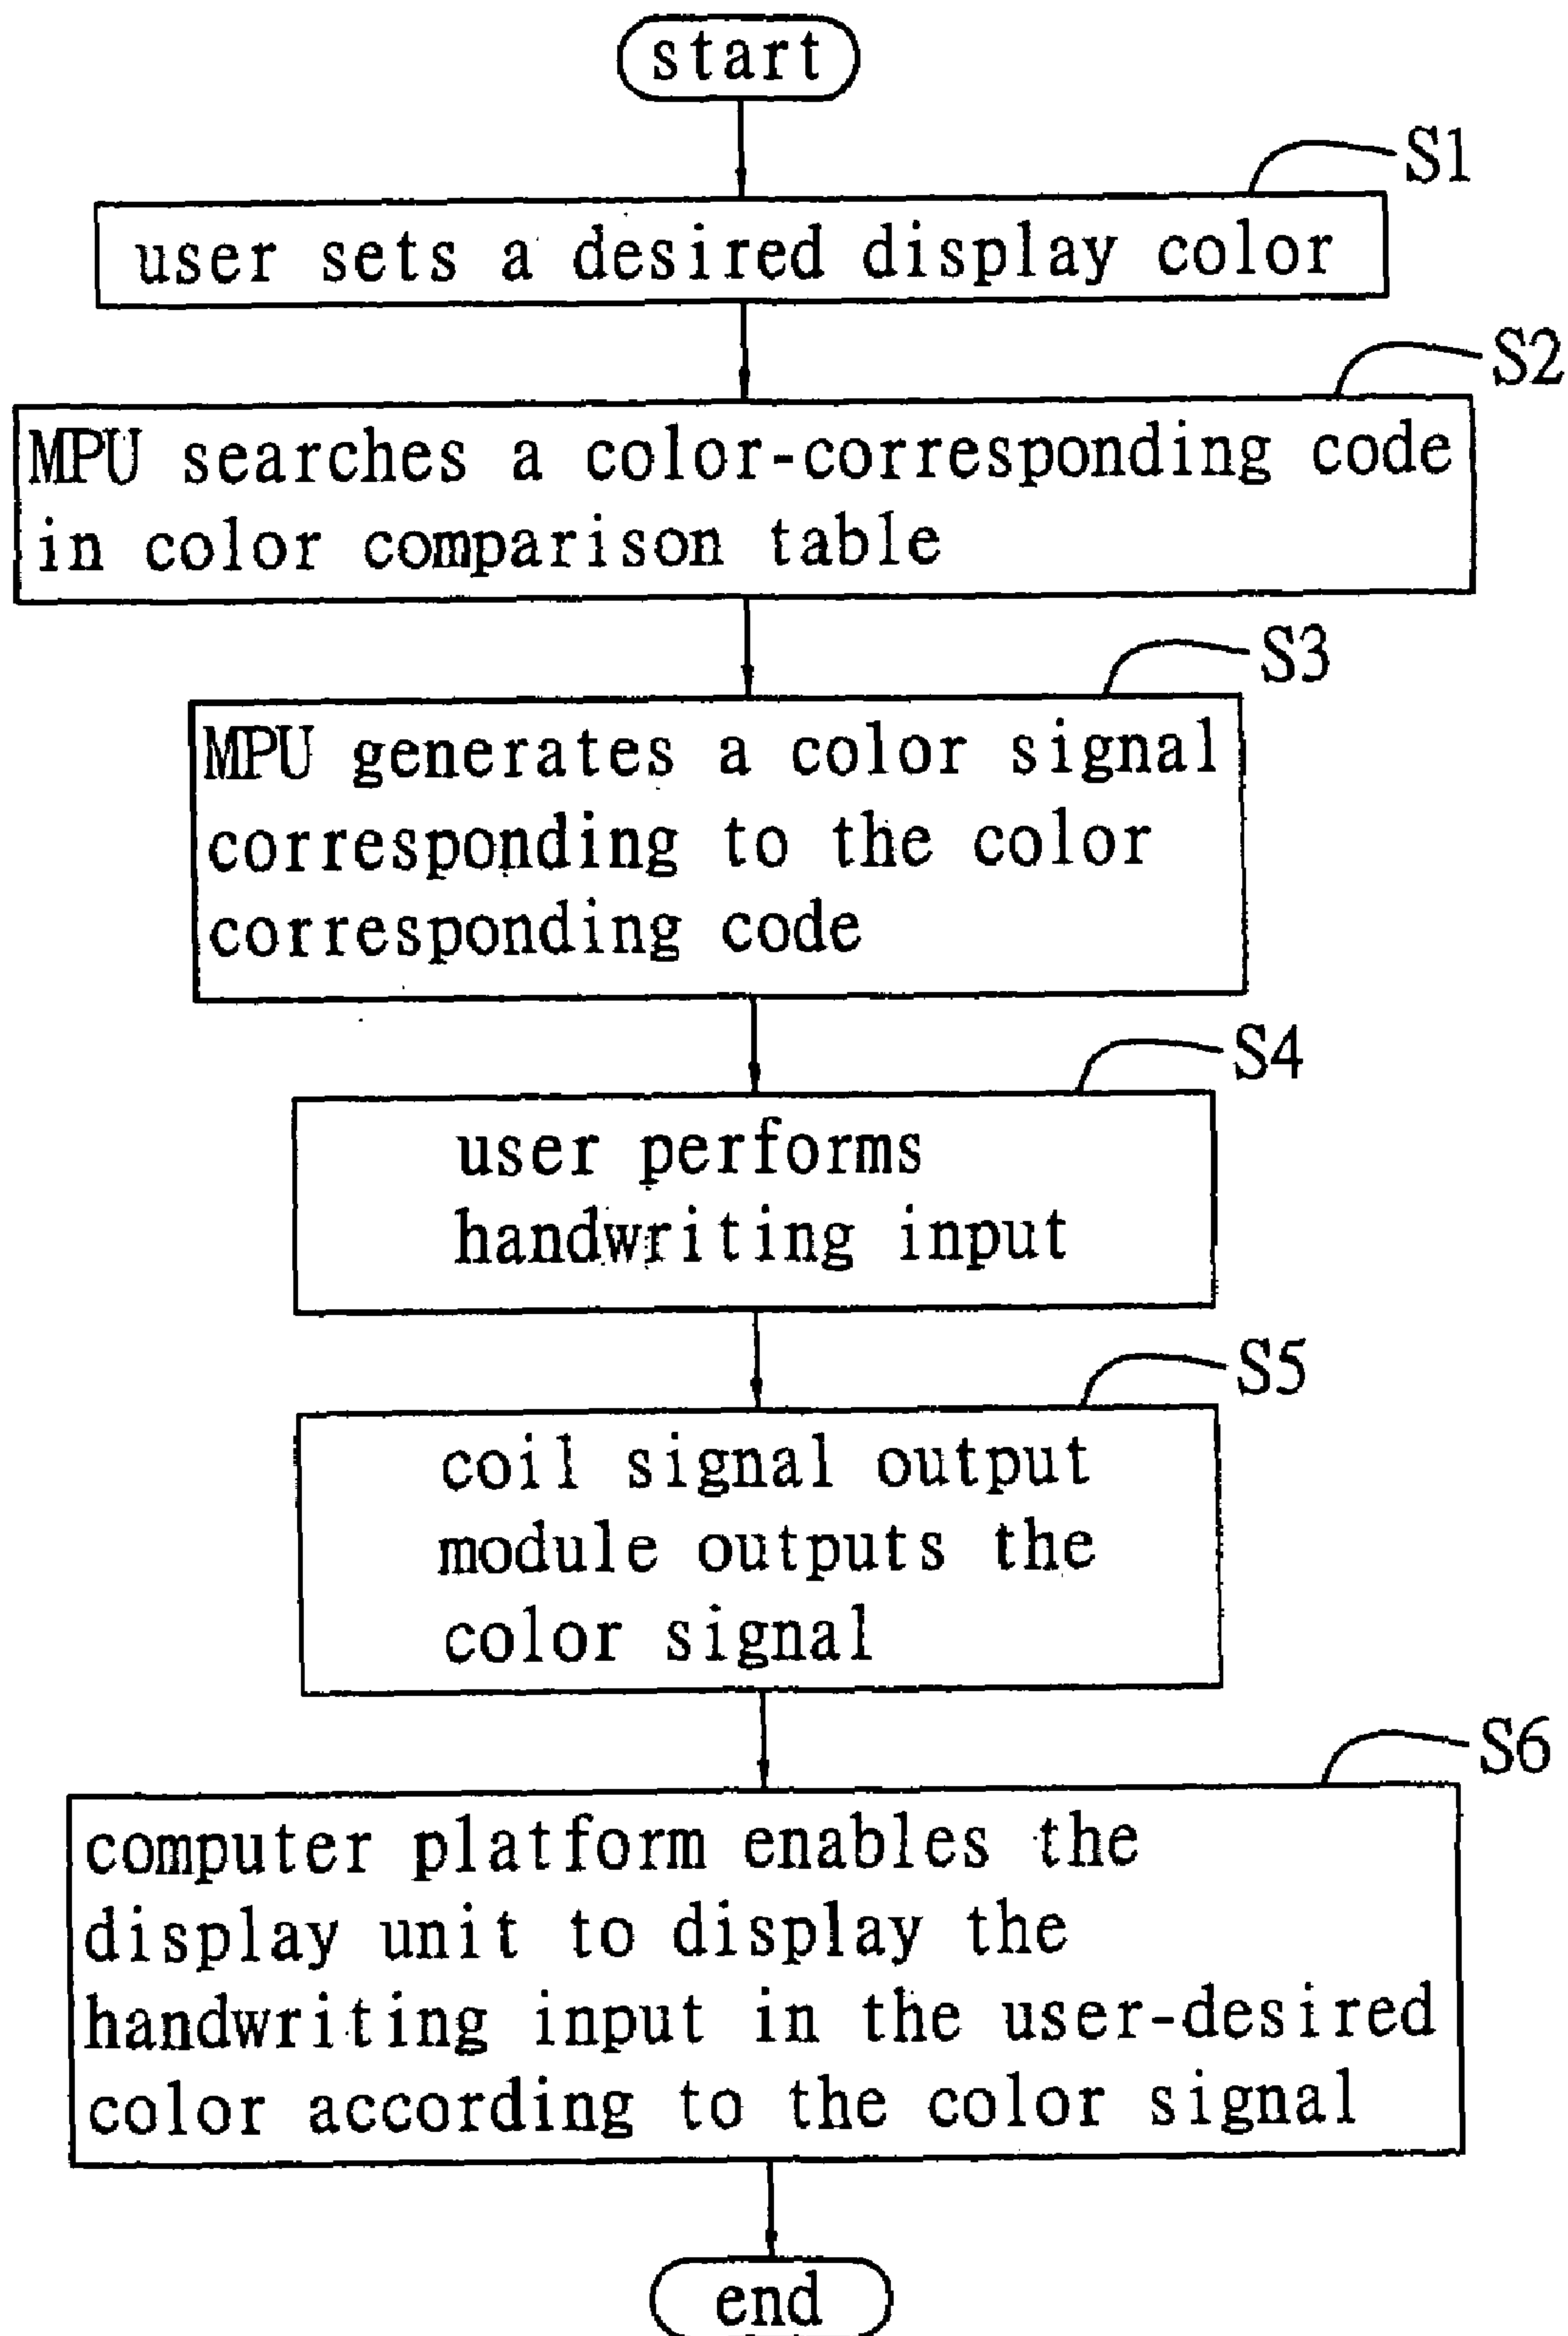 start
S1
user sets a desired display color
S2
MPU searches a color-corresponding code
in color comparison table
S3
MPU generates a color signal
corresponding to the color
corresponding code
S4
user performs
handwriting input
S5
coil signal output
module outputs the
color signal
S6
computer platform enables the
display unit to display the
handwriting input in the user-desired
color according to the color signal
end